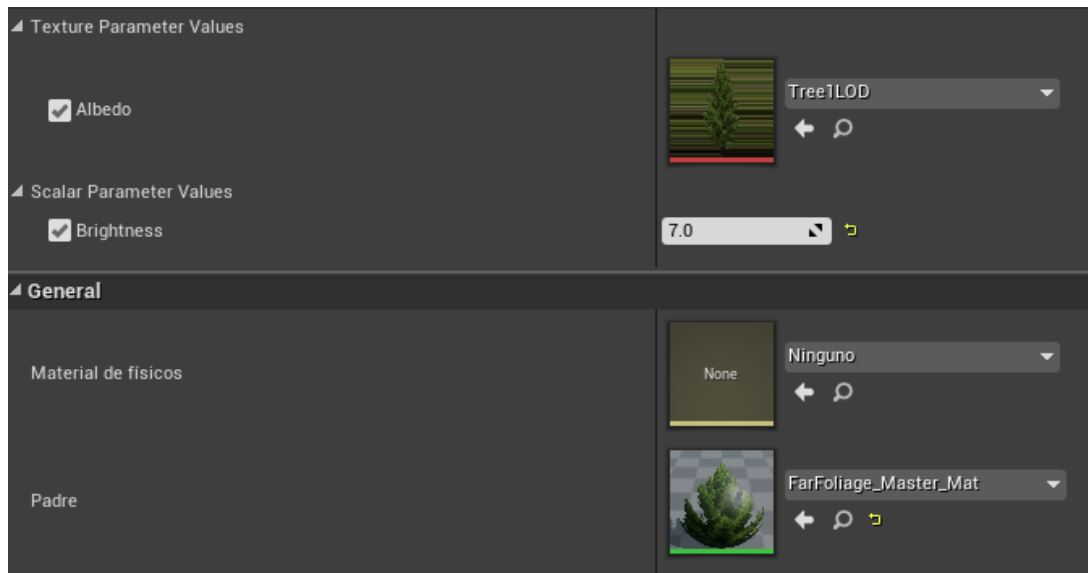 Texture Parameter Values
Albedo
Tree1LOD
Scalar Parameter Values
Brightness
7.0
General
Material de físicos
None
Ninguno
Padre
FarFoliage_Master_Mat